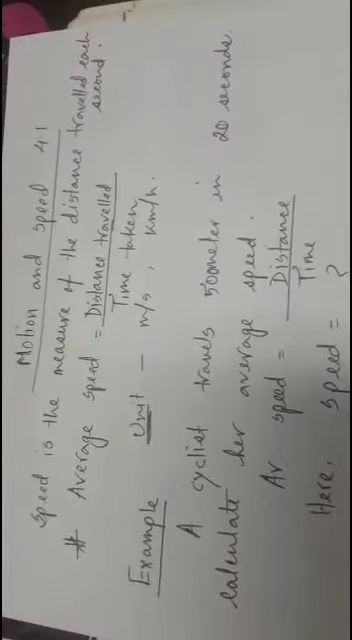 Motion and speed 4.1
Speed is the measure of the distance travelled each
second.
# Average speed = Distance travelled
Time taken
Unit — m/s, km/h.
Example
A cyclist travels 500meter in 20 seconds.
calculate her average speed.
Av speed = Distance
Time
Here, speed = ?